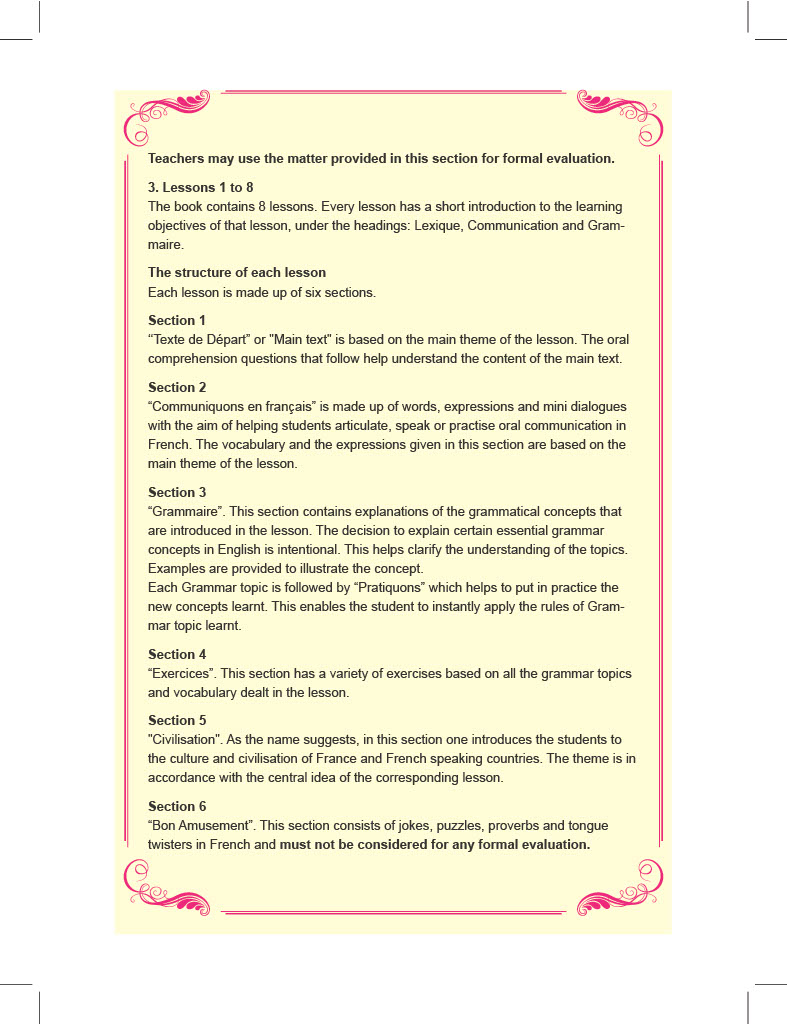 Teachers may use the matter provided in this section for formal evaluation.
3. Lessons 1 to 8
The book contains 8 lessons. Every lesson has a short introduction to the learning
objectives of that lesson, under the headings: Lexique, Communication and Gram-
maire.
The structure of each lesson
Each lesson is made up of six sections.
Section 1
“Texte de Départ” or "Main text" is based on the main theme of the lesson. The oral
comprehension questions that follow help understand the content of the main text.
Section 2
“Communiquons en français” is made up of words, expressions and mini dialogues
with the aim of helping students articulate, speak or practise oral communication in
French. The vocabulary and the expressions given in this section are based on the
main theme of the lesson.
Section 3
“Grammaire”. This section contains explanations of the grammatical concepts that
are introduced in the lesson. The decision to explain certain essential grammar
concepts in English is intentional. This helps clarify the understanding of the topics.
Examples are provided to illustrate the concept.
Each Grammar topic is followed by “Pratiquons” which helps to put in practice the
new concepts learnt. This enables the student to instantly apply the rules of Gram-
mar topic learnt.
Section 4
“Exercices”. This section has a variety of exercises based on all the grammar topics
and vocabulary dealt in the lesson.
Section 5
"Civilisation". As the name suggests, in this section one introduces the students to
the culture and civilisation of France and French speaking countries. The theme is in
accordance with the central idea of the corresponding lesson.
Section 6
“Bon Amusement”. This section consists of jokes, puzzles, proverbs and tongue
twisters in French and must not be considered for any formal evaluation.